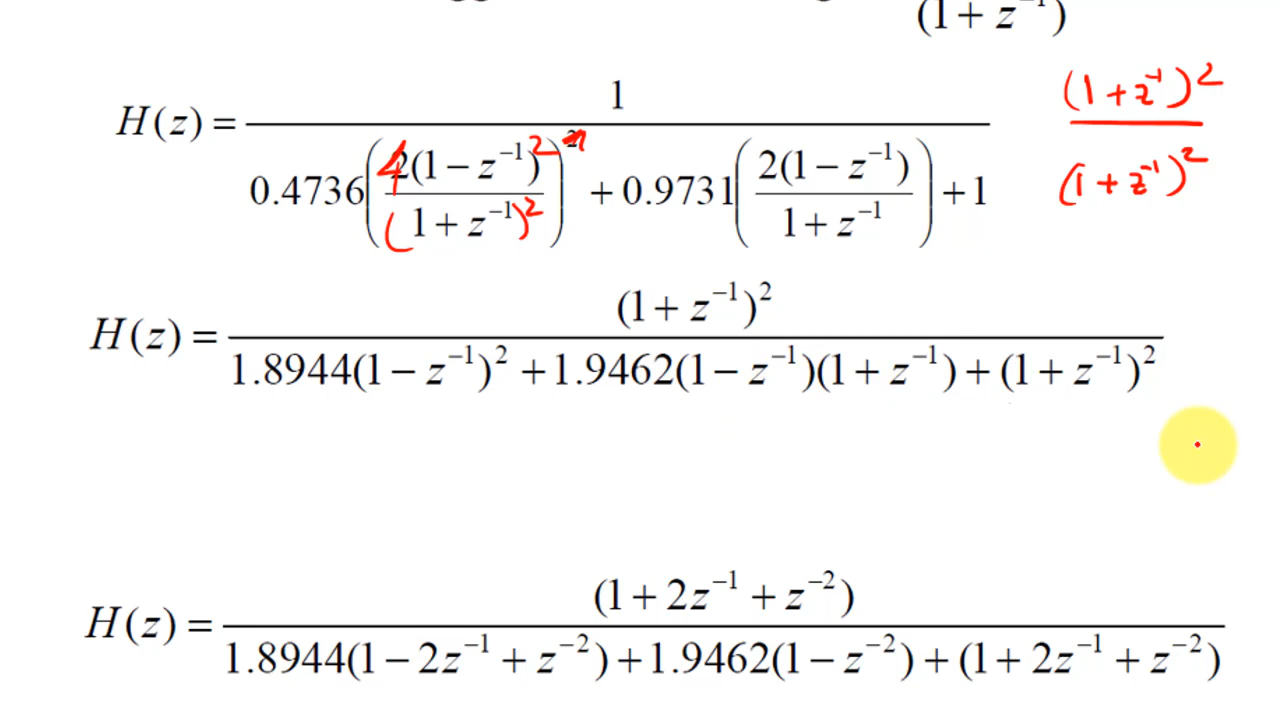 (1 + z⁻¹)
H(z) = 1 / (0.4736(4(1 − z⁻¹)² / (1 + z⁻¹)²) + 0.9731(2(1 − z⁻¹) / (1 + z⁻¹)) + 1)
(1 + z⁻¹)² / (1 + z⁻¹)²
H(z) = (1 + z⁻¹)² / (1.8944(1 − z⁻¹)² + 1.9462(1 − z⁻¹)(1 + z⁻¹) + (1 + z⁻¹)²)
H(z) = (1 + 2z⁻¹ + z⁻²) / (1.8944(1 − 2z⁻¹ + z⁻²) + 1.9462(1 − z⁻²) + (1 + 2z⁻¹ + z⁻²))